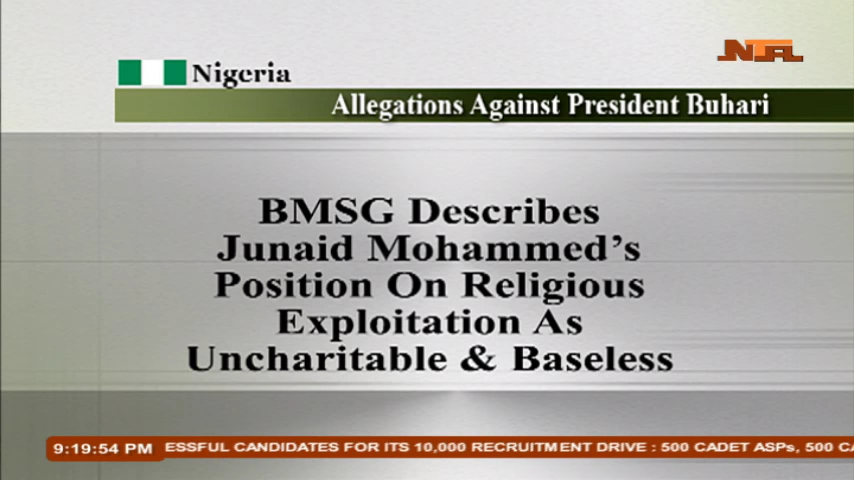 NTA
Nigeria
Allegations Against President Buhari
BMSG Describes
Junaid Mohammed's
Position On Religious
Exploitation As
Uncharitable & Baseless
9:19:54 PM ESSFUL CANDIDATES FOR ITS 10,000 RECRUITMENT DRIVE : 500 CADET ASPs, 500 CA